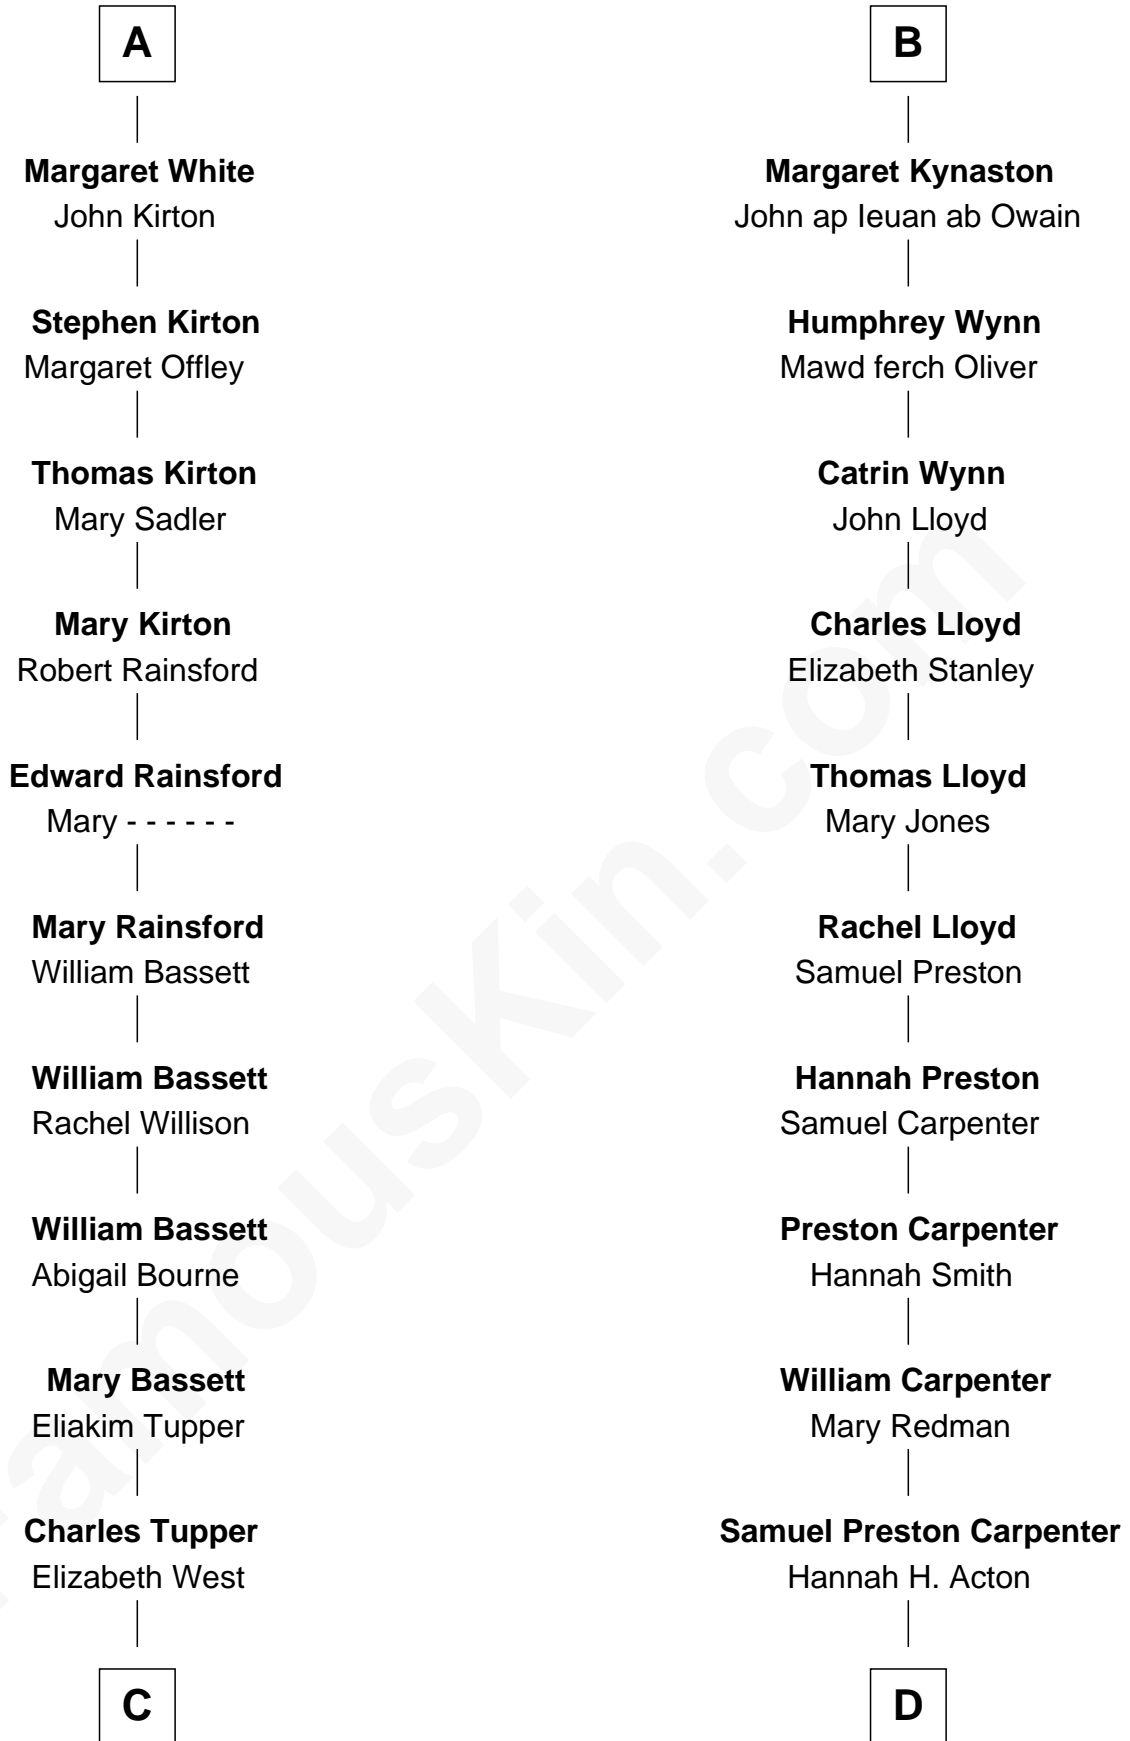 A
Margaret White
John Kirton
Stephen Kirton
Margaret Offley
Thomas Kirton
Mary Sadler
Mary Kirton
Robert Rainsford
Edward Rainsford
Mary - - - - - -
Mary Rainsford
William Bassett
William Bassett
Rachel Willison
William Bassett
Abigail Bourne
Mary Bassett
Eliakim Tupper
Charles Tupper
Elizabeth West
C
B
Margaret Kynaston
John ap Ieuan ab Owain
Humphrey Wynn
Mawd ferch Oliver
Catrin Wynn
John Lloyd
Charles Lloyd
Elizabeth Stanley
Thomas Lloyd
Mary Jones
Rachel Lloyd
Samuel Preston
Hannah Preston
Samuel Carpenter
Preston Carpenter
Hannah Smith
William Carpenter
Mary Redman
Samuel Preston Carpenter
Hannah H. Acton
D
FamousKin.com